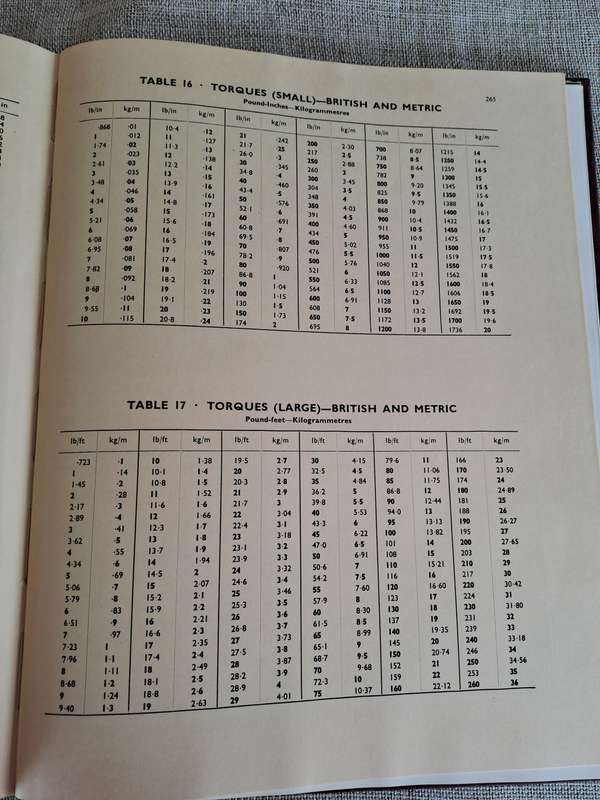 265
TABLE 16 · TORQUES (SMALL)—BRITISH AND METRIC
Pound-Inches—Kilogrammetres
lb/in kg/m lb/in kg/m lb/in kg/m lb/in kg/m lb/in kg/m lb/in kg/m
·868 ·01 10·4 ·12 21 ·242 200 2·30 700 8·07 1215 14
1 ·012 11 ·127 21·7 ·25 217 2·5 738 8·5 1250 14·4
1·74 ·02 11·3 ·13 26·0 ·3 250 2·88 750 8·64 1259 14·5
2 ·023 12 ·138 30 ·345 260 3 782 9 1300 15
2·61 ·03 12·2 ·14 34·8 ·4 300 3·45 800 9·20 1345 15·5
3 ·035 13 ·15 40 ·460 304 3·5 825 9·5 1350 15·6
3·48 ·04 13·9 ·16 43·4 ·5 348 4 850 9·79 1388 16
4 ·046 14 ·161 50 ·576 350 4·03 868 10 1400 16·1
4·34 ·05 14·8 ·17 52·1 ·6 391 4·5 900 10·4 1432 16·5
5 ·058 15 ·173 60 ·691 400 4·60 911 10·5 1450 16·7
5·21 ·06 15·6 ·18 60·8 ·7 434 5 950 10·9 1475 17
6 ·069 16 ·184 69·5 ·8 450 5·02 955 11 1500 17·3
6·08 ·07 16·5 ·19 70 ·807 476 5·5 1000 11·5 1519 17·5
6·95 ·08 17 ·196 78·2 ·9 500 5·76 1040 12 1550 17·8
7 ·081 17·4 ·2 80 ·920 521 6 1050 12·1 1562 18
7·82 ·09 18 ·207 86·8 1 550 6·33 1085 12·5 1600 18·4
8 ·092 18·2 ·21 90 1·04 564 6·5 1100 12·7 1606 18·5
8·68 ·1 19 ·219 100 1·15 600 6·91 1128 13 1650 19
9 ·104 19·1 ·22 130 1·5 608 7 1150 13·2 1692 19·5
9·55 ·11 20 ·23 150 1·73 650 7·5 1172 13·5 1700 19·6
10 ·115 20·8 ·24 174 2 695 8 1200 13·8 1736 20
TABLE 17 · TORQUES (LARGE)—BRITISH AND METRIC
Pound-feet—Kilogrammetres
lb/ft kg/m lb/ft kg/m lb/ft kg/m lb/ft kg/m lb/ft kg/m lb/ft kg/m
·723 ·1 10 1·38 19·5 2·7 30 4·15 79·6 11 166 23
1 ·14 10·1 1·4 20 2·77 32·5 4·5 80 11·06 170 23·50
1·45 ·2 10·8 1·5 20·3 2·8 35 4·84 85 11·75 174 24
2 ·28 11 1·52 21 2·9 36·2 5 86·8 12 180 24·89
2·17 ·3 11·6 1·6 21·7 3 39·8 5·5 90 12·44 181 25
2·89 ·4 12 1·66 22 3·04 40 5·53 94·0 13 188 26
3 ·41 12·3 1·7 22·4 3·1 43·3 6 95 13·13 190 26·27
3·62 ·5 13 1·8 23 3·18 45 6·22 100 13·82 195 27
4 ·55 13·7 1·9 23·1 3·2 47·0 6·5 101 14 200 27·65
4·34 ·6 14 1·94 23·9 3·3 50 6·91 108 15 203 28
5 ·69 14·5 2 24 3·32 50·6 7 110 15·21 210 29
5·06 ·7 15 2·07 24·6 3·4 54·2 7·5 116 16 217 30
5·79 ·8 15·2 2·1 25 3·46 55 7·60 120 16·60 220 30·42
6 ·83 15·9 2·2 25·3 3·5 57·9 8 123 17 224 31
6·51 ·9 16 2·21 26 3·6 60 8·30 130 18 230 31·80
7 ·97 16·6 2·3 26·8 3·7 61·5 8·5 137 19 231 32
7·23 1 17 2·35 27 3·73 65 8·99 140 19·35 239 33
7·96 1·1 17·4 2·4 27·5 3·8 65·1 9 145 20 240 33·18
8 1·11 18 2·49 28 3·87 68·7 9·5 150 20·74 246 34
8·68 1·2 18·1 2·5 28·2 3·9 70 9·68 152 21 250 34·56
9 1·24 18·8 2·6 28·9 4 72·3 10 159 22 253 35
9·40 1·3 19 2·63 29 4·01 75 10·37 160 22·12 260 36